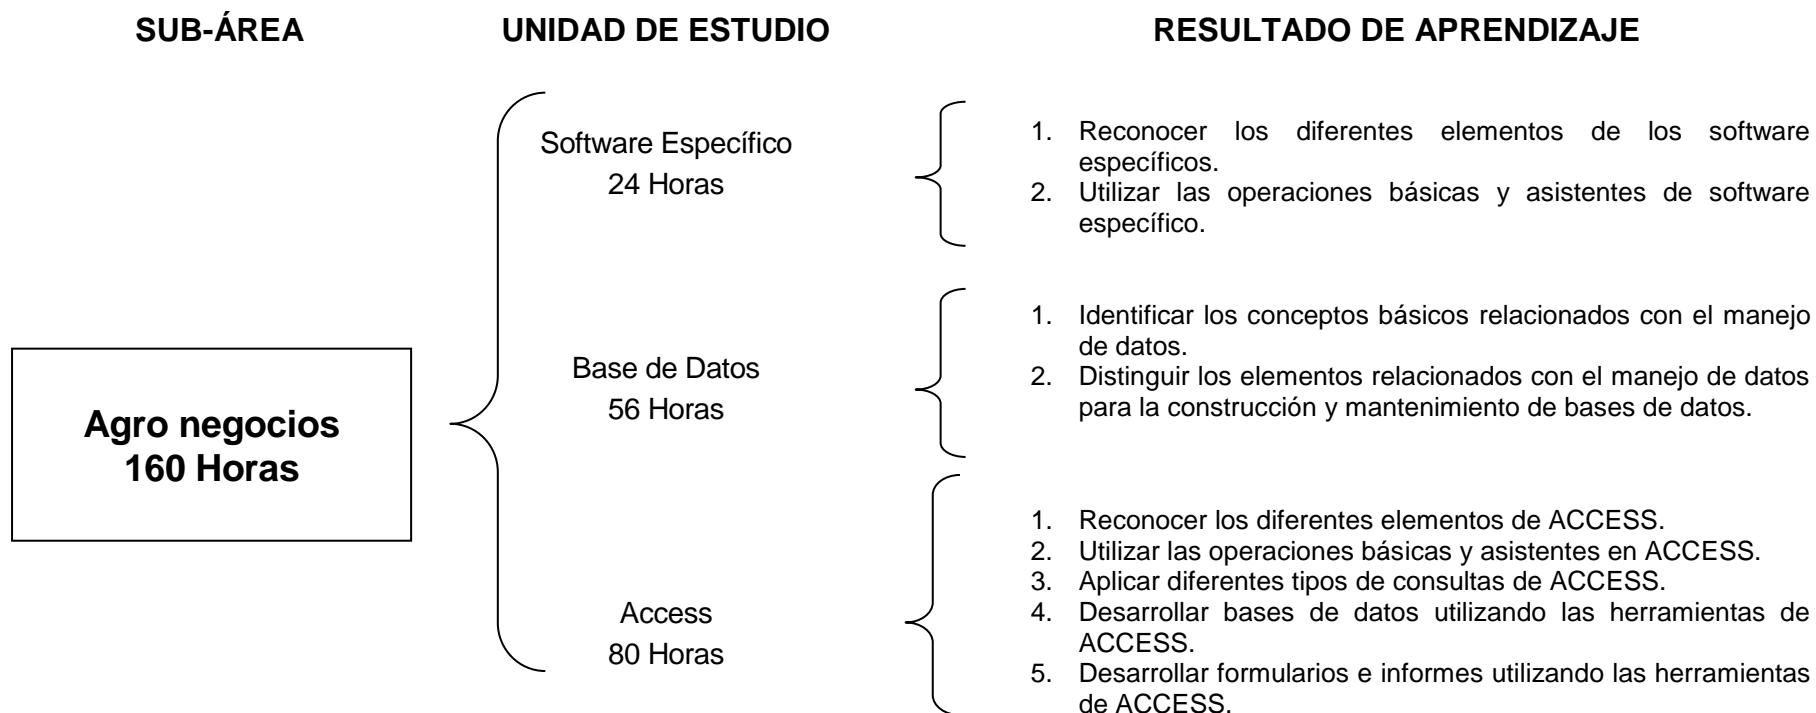 SUB-ÁREA UNIDAD DE ESTUDIO RESULTADO DE APRENDIZAJE
Agro negocios
160 Horas
Software Específico
24 Horas
1. Reconocer los diferentes elementos de los software
específicos.
2. Utilizar las operaciones básicas y asistentes de software
específico.
Base de Datos
56 Horas
1. Identificar los conceptos básicos relacionados con el manejo
de datos.
2. Distinguir los elementos relacionados con el manejo de datos
para la construcción y mantenimiento de bases de datos.
Access
80 Horas
1. Reconocer los diferentes elementos de ACCESS.
2. Utilizar las operaciones básicas y asistentes en ACCESS.
3. Aplicar diferentes tipos de consultas de ACCESS.
4. Desarrollar bases de datos utilizando las herramientas de
ACCESS.
5. Desarrollar formularios e informes utilizando las herramientas
de ACCESS.